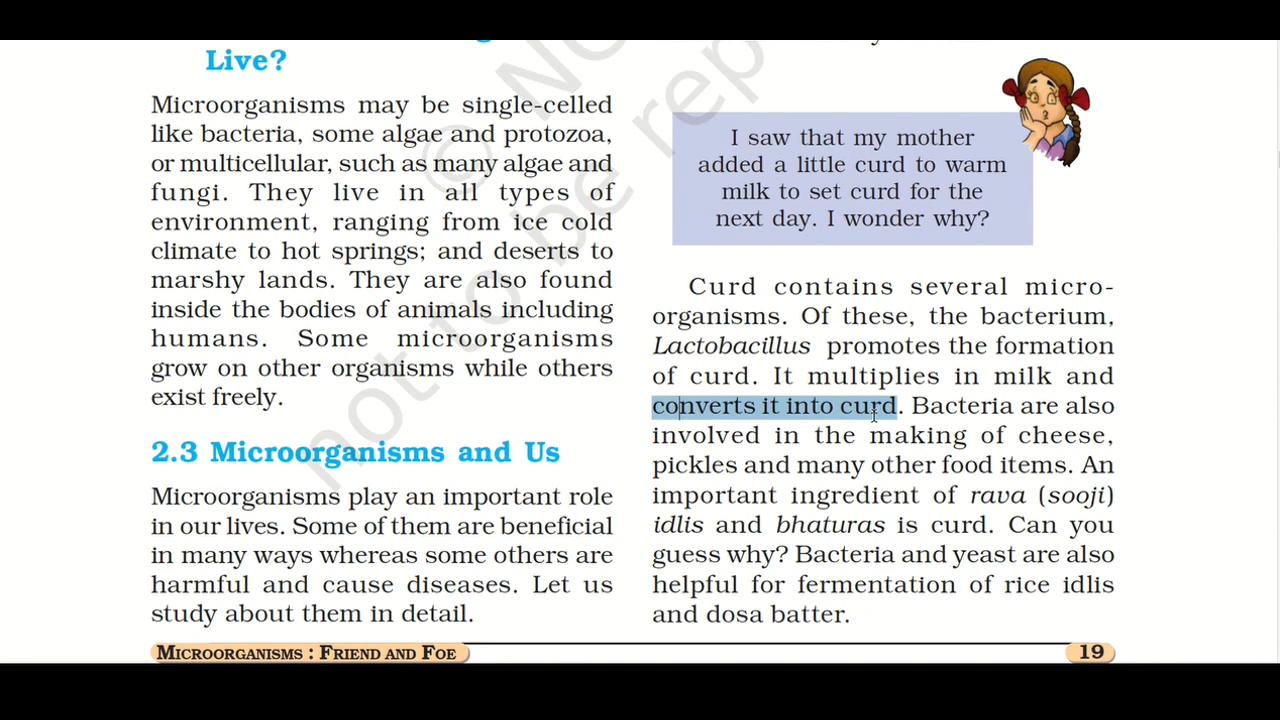 Live?
Microorganisms may be single-celled
like bacteria, some algae and protozoa,
or multicellular, such as many algae and
fungi. They live in all types of
environment, ranging from ice cold
climate to hot springs; and deserts to
marshy lands. They are also found
inside the bodies of animals including
humans. Some microorganisms
grow on other organisms while others
exist freely.
2.3 Microorganisms and Us
Microorganisms play an important role
in our lives. Some of them are beneficial
in many ways whereas some others are
harmful and cause diseases. Let us
study about them in detail.
I saw that my mother
added a little curd to warm
milk to set curd for the
next day. I wonder why?
Curd contains several micro-
organisms. Of these, the bacterium,
Lactobacillus promotes the formation
of curd. It multiplies in milk and
converts it into curd. Bacteria are also
involved in the making of cheese,
pickles and many other food items. An
important ingredient of rava (sooji)
idlis and bhaturas is curd. Can you
guess why? Bacteria and yeast are also
helpful for fermentation of rice idlis
and dosa batter.
MICROORGANISMS : FRIEND AND FOE
19
© NC
not to be rep